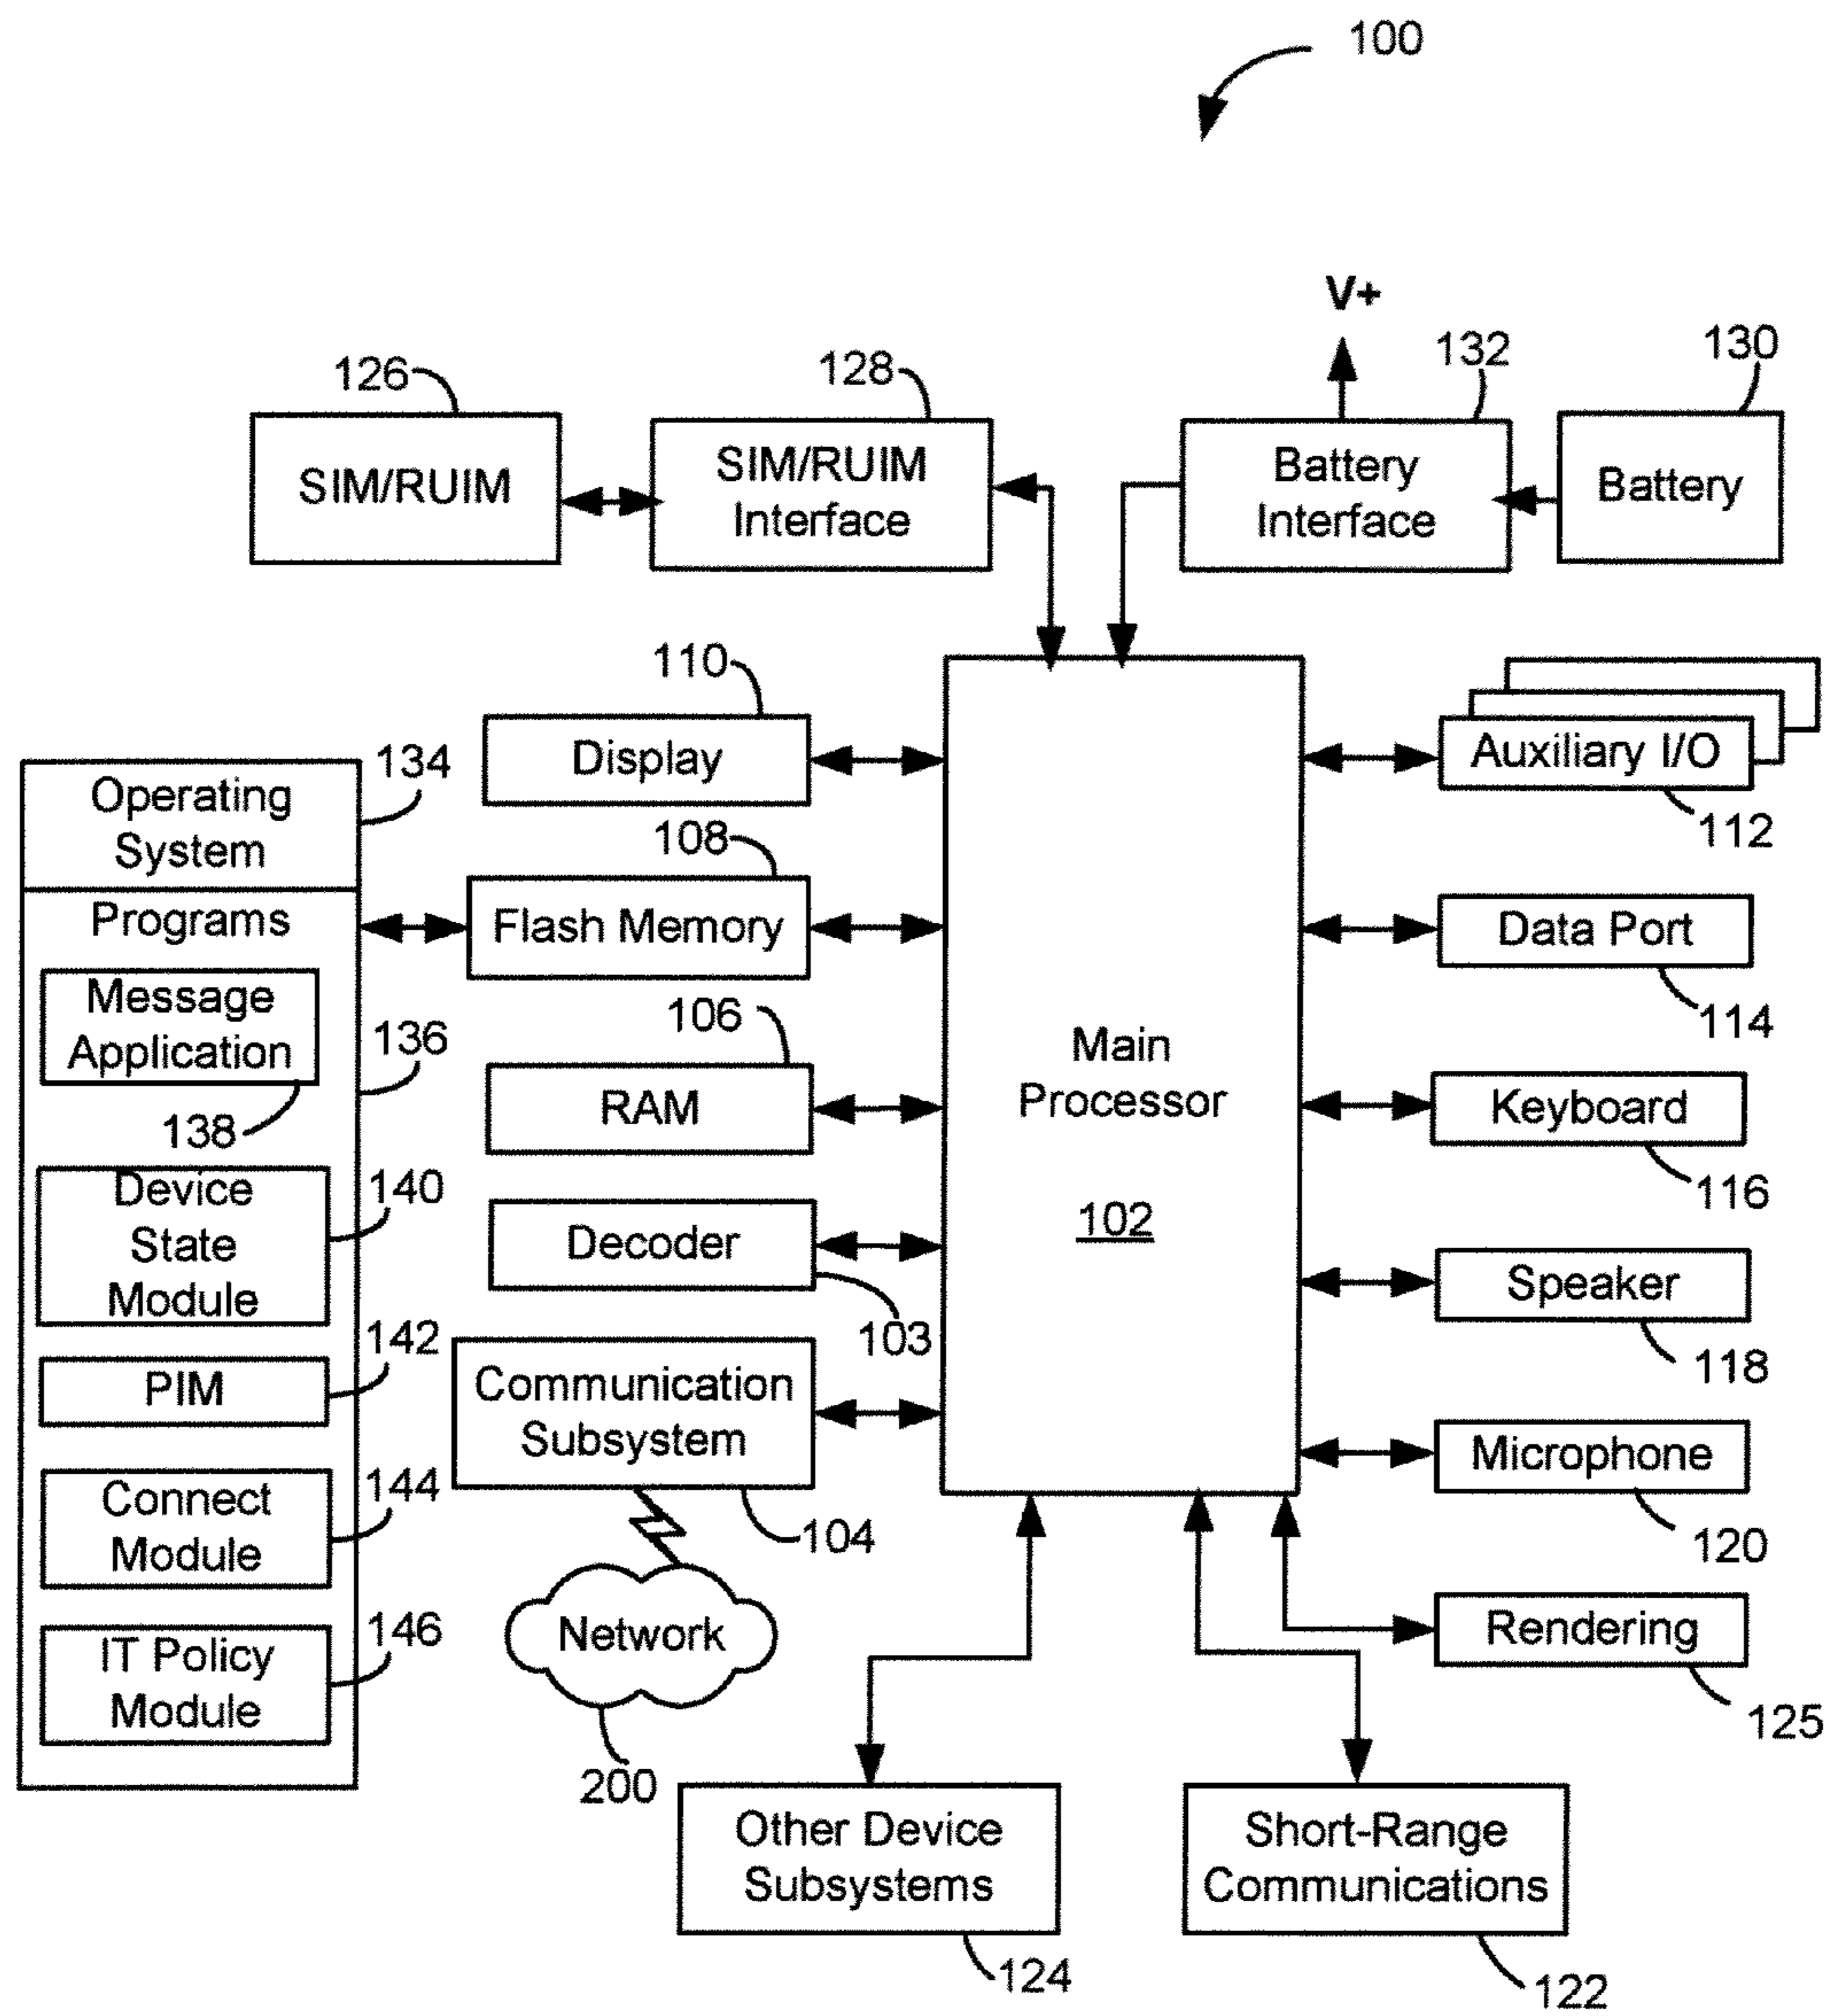 100
V+
126
128
132
130
SIM/RUIM
SIM/RUIM
Interface
Battery
Interface
Battery
110
Display
Auxiliary I/O
112
134
Operating
System
108
Flash Memory
Data Port
114
Programs
Message
Application
138
136
106
RAM
Main
Processor
102
Keyboard
116
Device
State
Module
140
Decoder
103
Speaker
118
PIM
142
Communication
Subsystem
104
Microphone
120
Connect
Module
144
Network
200
Rendering
125
IT Policy
Module
146
Other Device
Subsystems
124
Short-Range
Communications
122